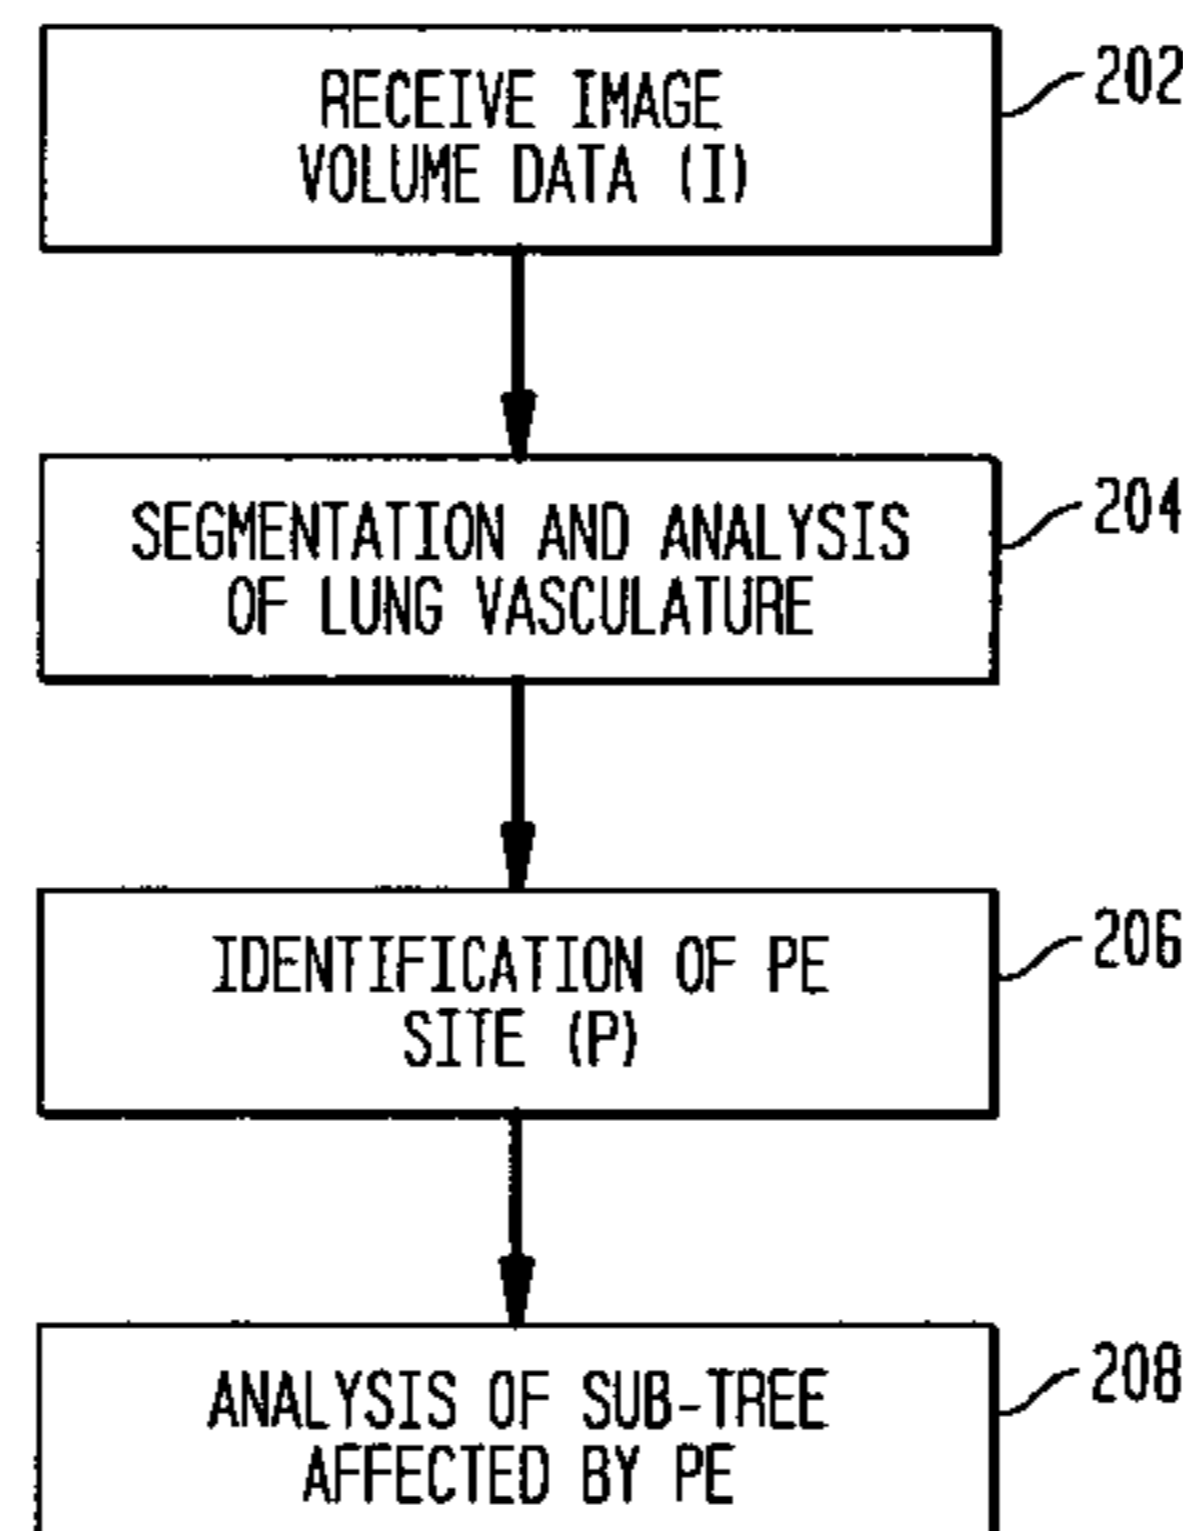 RECEIVE IMAGE
VOLUME DATA (I)
202
SEGMENTATION AND ANALYSIS
OF LUNG VASCULATURE
204
IDENTIFICATION OF PE
SITE (P)
206
ANALYSIS OF SUB-TREE
AFFECTED BY PE
208